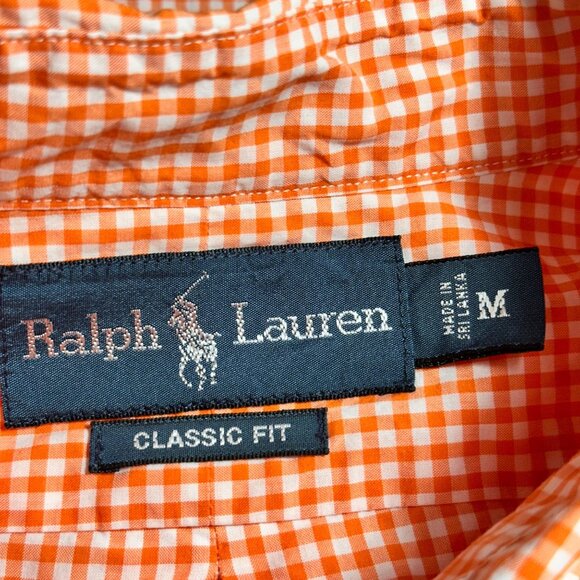 Ralph Lauren
MADE IN
SRI LANKA
M
CLASSIC FIT